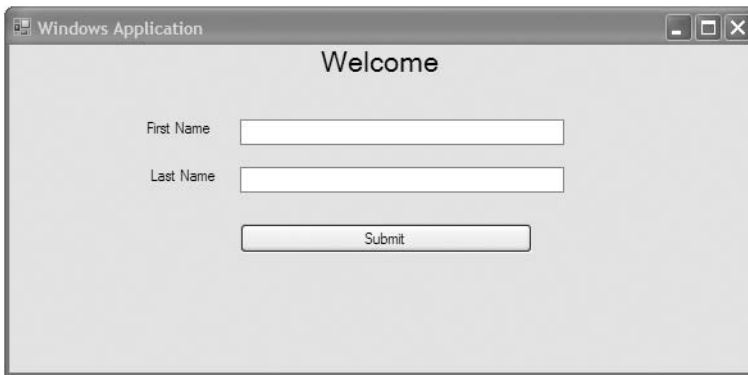 Windows Application
Welcome
First Name
Last Name
Submit